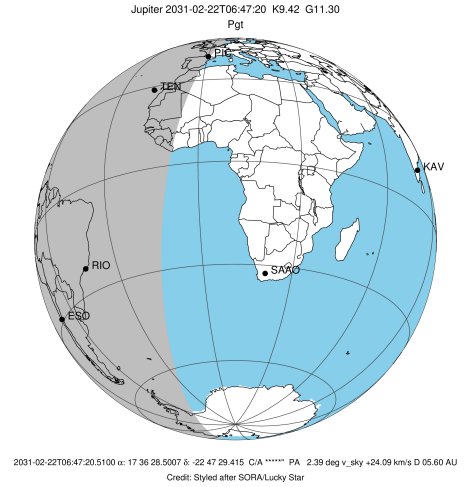 Jupiter 2031-02-22T06:47:20 K9.42 G11.30
Pgt
PIC
TEN
KAV
RIO
SAAO
ESO
2031-02-22T06:47:20.5100 α: 17 36 28.5007 δ: -22 47 29.415 C/A *****" PA 2.39 deg v_sky +24.09 km/s D 05.60 AU
Credit: Styled after SORA/Lucky Star